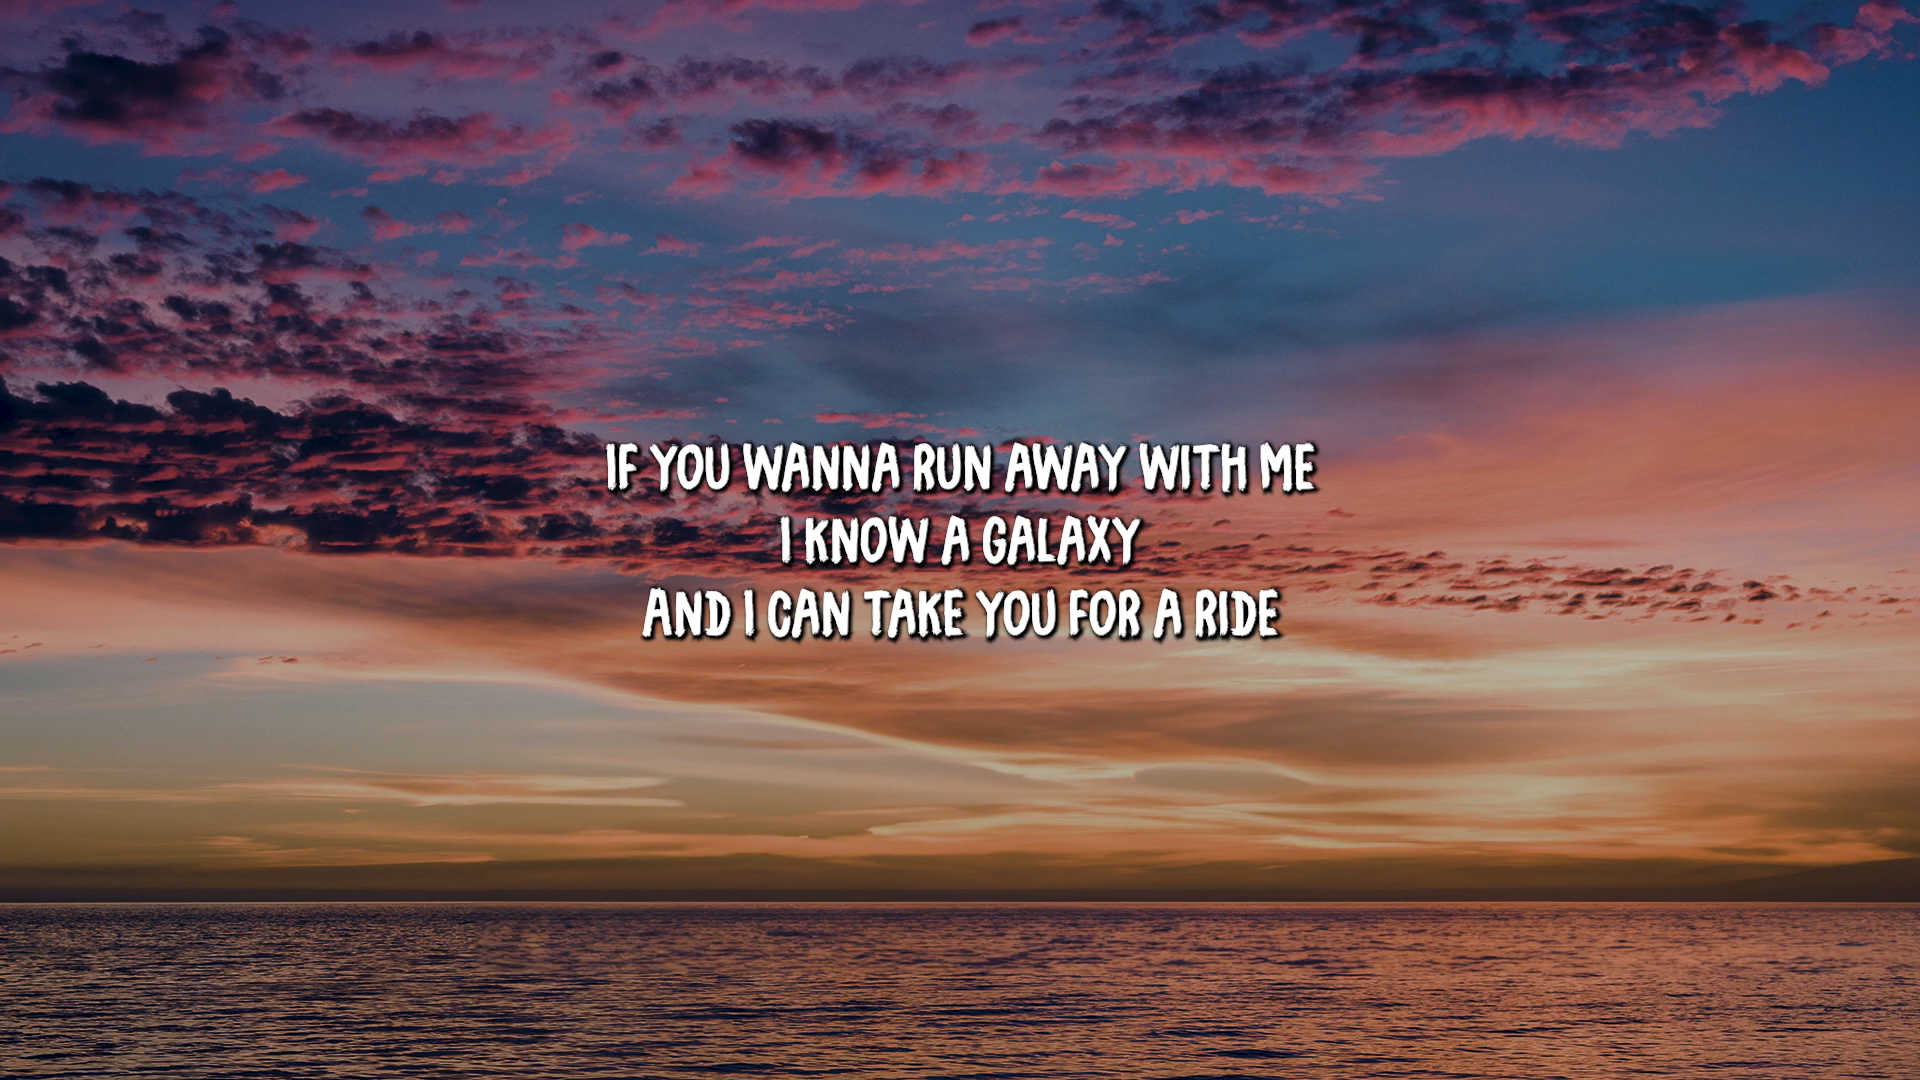 IF YOU WANNA RUN AWAY WITH ME
I KNOW A GALAXY
AND I CAN TAKE YOU FOR A RIDE